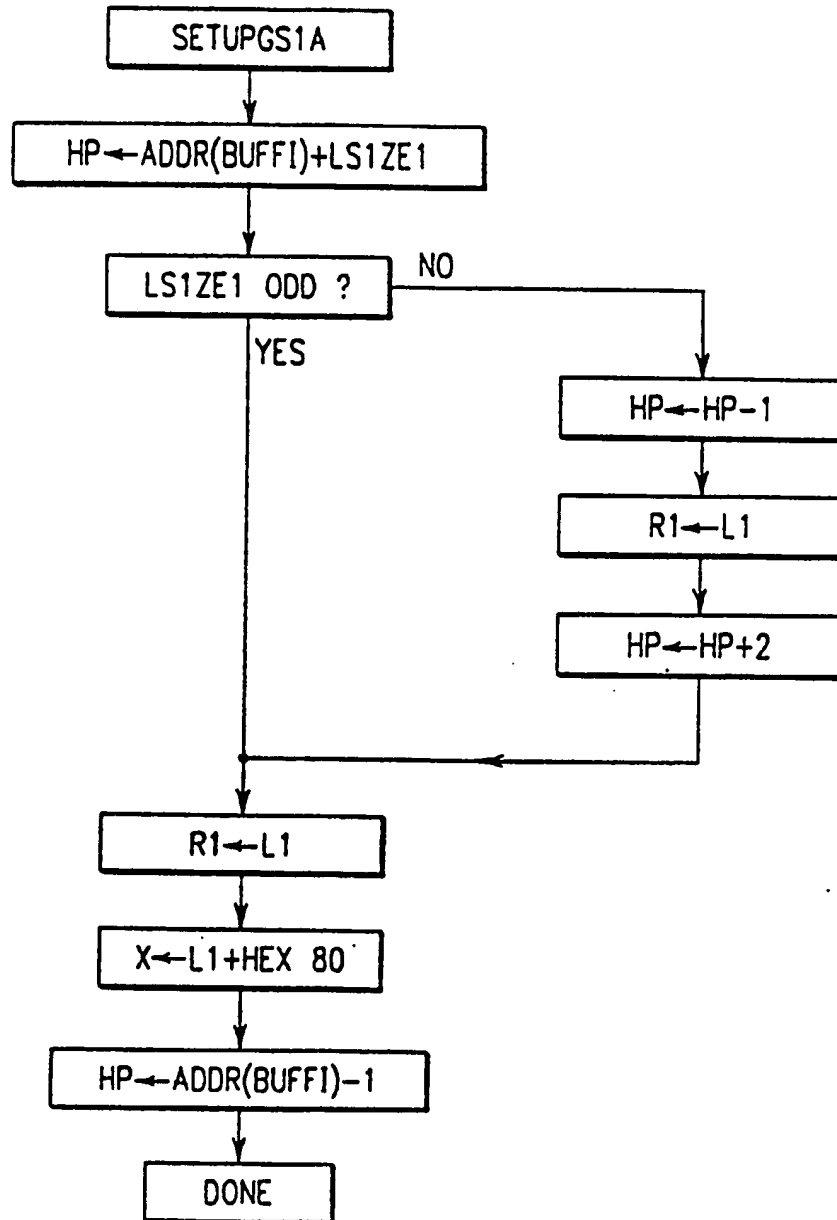 SETUPGS1A
HP←ADDR(BUFFI)+LS1ZE1
LS1ZE1 ODD ?
NO
YES
HP←HP-1
R1←L1
HP←HP+2
R1←L1
X←L1+HEX 80
HP←ADDR(BUFFI)-1
DONE